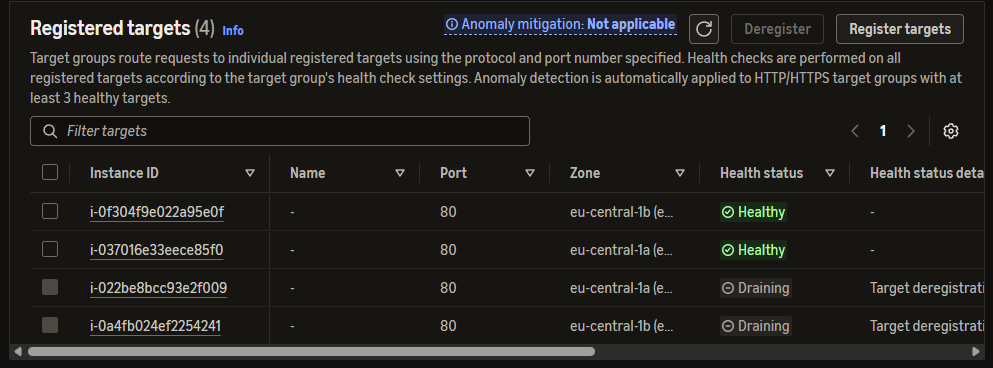 Registered targets (4) Info
Anomaly mitigation: Not applicable
Deregister
Register targets
Target groups route requests to individual registered targets using the protocol and port number specified. Health checks are performed on all
registered targets according to the target group's health check settings. Anomaly detection is automatically applied to HTTP/HTTPS target groups with at
least 3 healthy targets.
Filter targets
1
Instance ID Name Port Zone Health status Health status deta
i-0f304f9e022a95e0f - 80 eu-central-1b (e... Healthy -
i-037016e33eece85f0 - 80 eu-central-1a (e... Healthy -
i-022be8bcc93e2f009 - 80 eu-central-1a (e... Draining Target deregistrati
i-0a4fb024ef2254241 - 80 eu-central-1b (e... Draining Target deregistrati